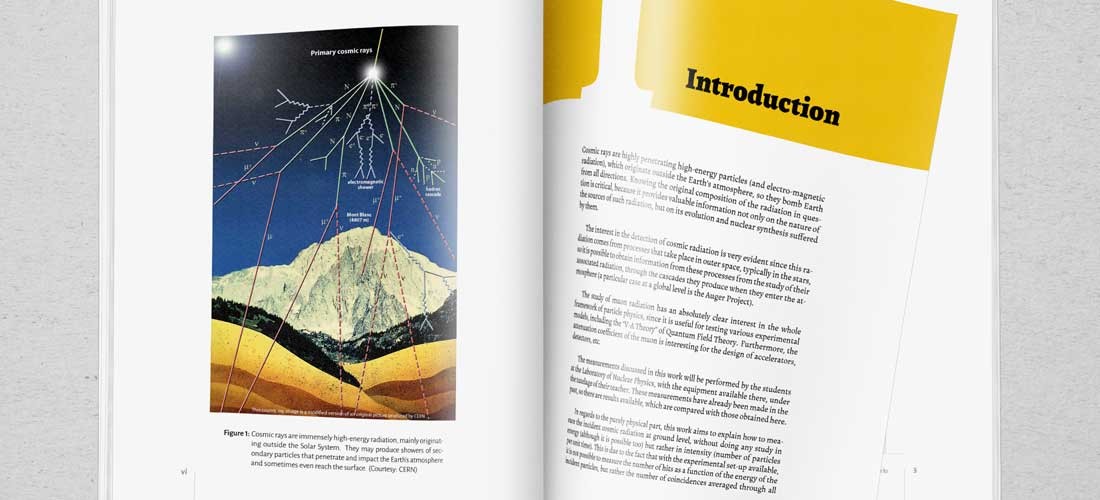 Primary cosmic rays
N
π⁺
N
N
π
electromagnetic
shower
hadron
cascade
ν
ν
μ⁺
μ⁺
μ
Mont Blanc
(4807 m)
This cosmic ray image is a modified version of an original picture produced by CERN
Figure 1: Cosmic rays are immensely high-energy radiation, mainly originat-
ing outside the Solar System. They may produce showers of sec-
ondary particles that penetrate and impact the Earth's atmosphere
and sometimes even reach the surface. (Courtesy: CERN)
vi
Introduction
Cosmic rays are highly penetrating high-energy particles (and electro-magnetic
radiation), which originate outside the Earth's atmosphere, so they bomb Earth
from all directions. Knowing the original composition of the radiation in ques-
tion is critical, because it provides valuable information not only on the nature of
the sources of such radiation, but on its evolution and nuclear synthesis suffered
by them.
The interest in the detection of cosmic radiation is very evident since this ra-
diation comes from processes that take place in outer space, typically in the stars,
so it is possible to obtain information from these processes from the study of their
associated radiation, through the cascades they produce when they enter the at-
mosphere (a particular case at a global level is the Auger Project).
The study of muon radiation has an absolutely clear interest in the whole
framework of particle physics, since it is useful for testing various experimental
models, including the "V-A Theory" of Quantum Field Theory. Furthermore, the
attenuation coefficient of the muon is interesting for the design of accelerators,
detectors, etc.
The measurements discussed in this work will be performed by the students
at the Laboratory of Nuclear Physics, with the equipment available there, under
the tutelage of their teacher. These measurements have already been made in the
past, so there are results available, which are compared with those obtained here.
In regards to the purely physical part, this work aims to explain how to mea-
sure the incident cosmic radiation at ground level, without doing any study in
energy (although it is possible too) but rather in intensity (number of particles
per unit time). This is due to the fact that with the experimental set-up available,
it is not possible to measure the number of hits as a function of the energy of the
incident particles, but rather the number of coincidences averaged through all
3